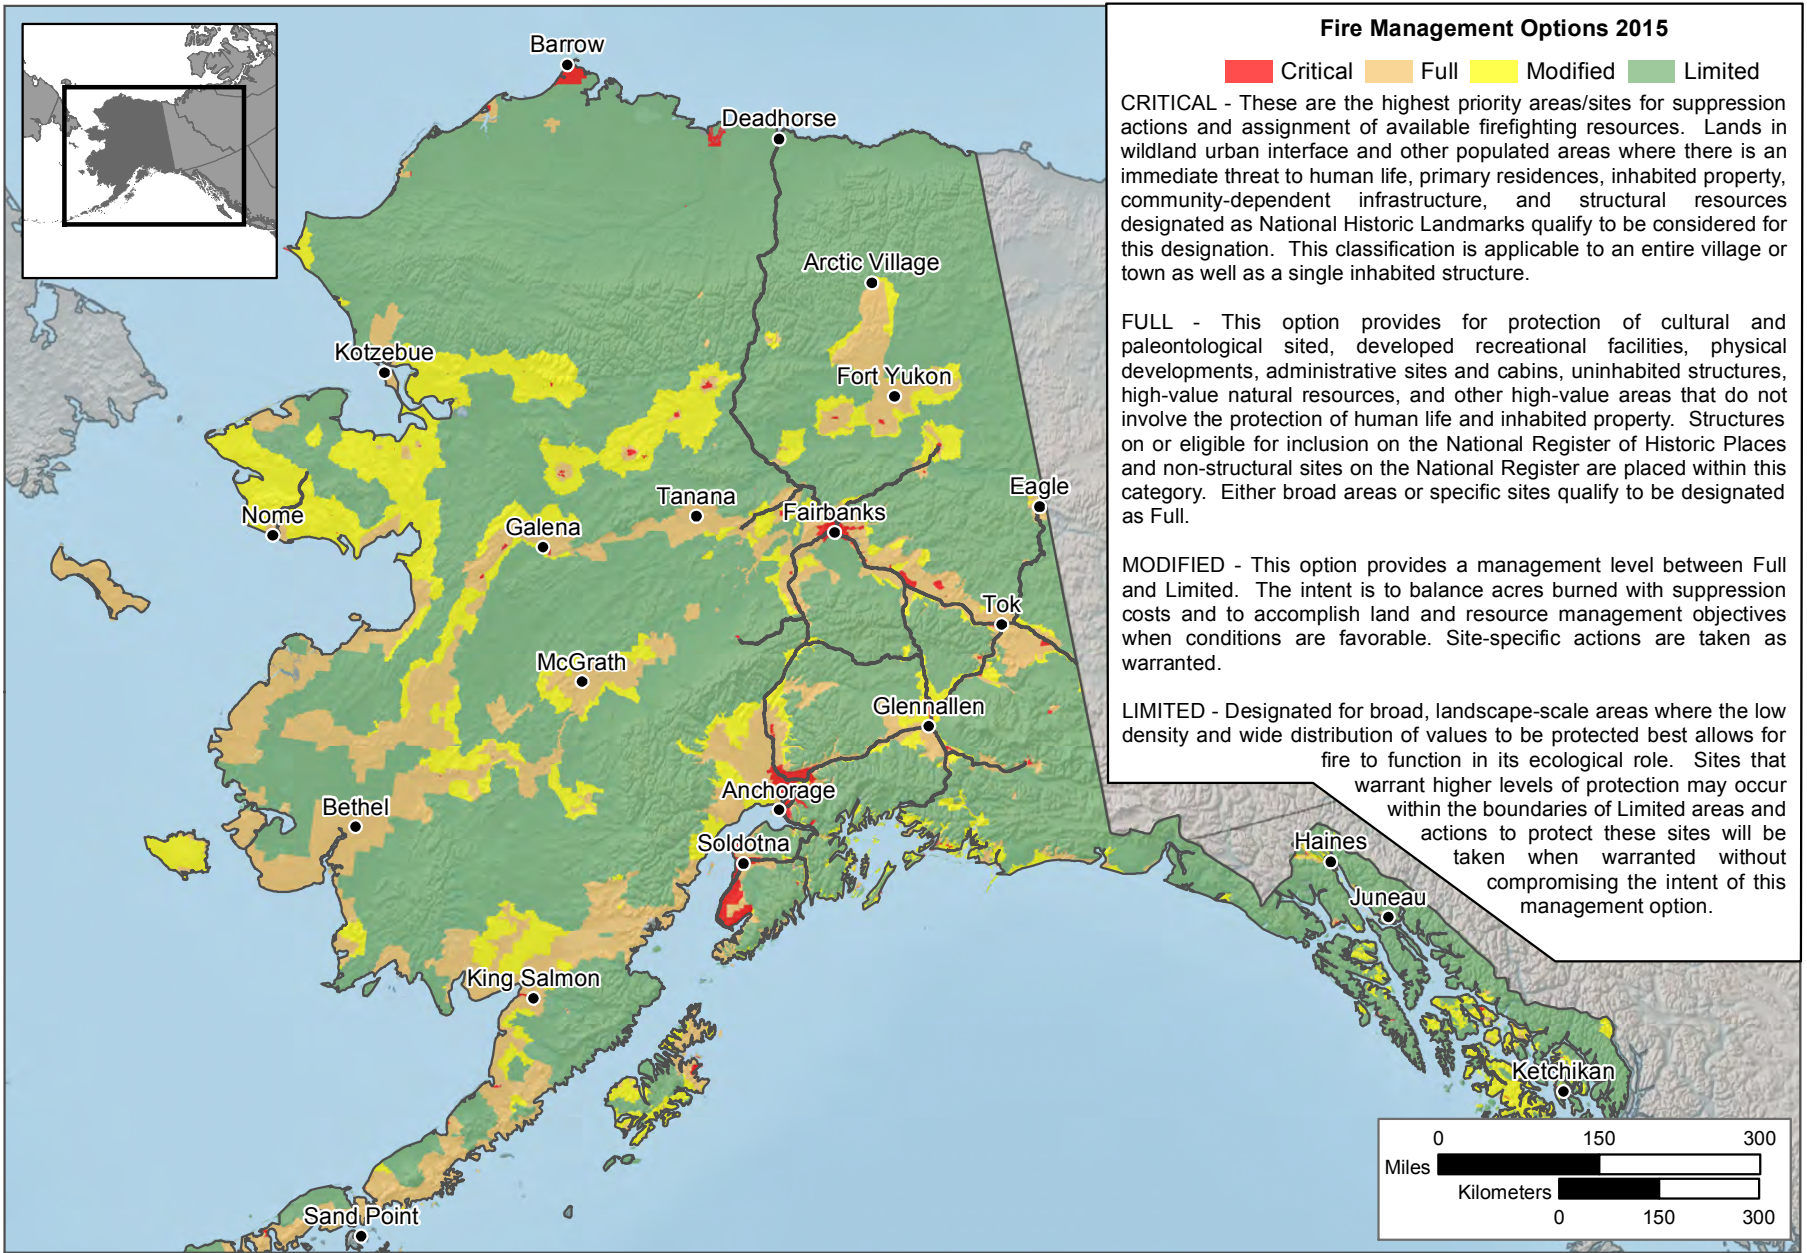 Fire Management Options 2015
Critical Full Modified Limited
CRITICAL - These are the highest priority areas/sites for suppression
actions and assignment of available firefighting resources. Lands in
wildland urban interface and other populated areas where there is an
immediate threat to human life, primary residences, inhabited property,
community-dependent infrastructure, and structural resources
designated as National Historic Landmarks qualify to be considered for
this designation. This classification is applicable to an entire village or
town as well as a single inhabited structure.
FULL - This option provides for protection of cultural and
paleontological sited, developed recreational facilities, physical
developments, administrative sites and cabins, uninhabited structures,
high-value natural resources, and other high-value areas that do not
involve the protection of human life and inhabited property. Structures
on or eligible for inclusion on the National Register of Historic Places
and non-structural sites on the National Register are placed within this
category. Either broad areas or specific sites qualify to be designated
as Full.
MODIFIED - This option provides a management level between Full
and Limited. The intent is to balance acres burned with suppression
costs and to accomplish land and resource management objectives
when conditions are favorable. Site-specific actions are taken as
warranted.
LIMITED - Designated for broad, landscape-scale areas where the low
density and wide distribution of values to be protected best allows for
fire to function in its ecological role. Sites that
warrant higher levels of protection may occur
within the boundaries of Limited areas and
actions to protect these sites will be
taken when warranted without
compromising the intent of this
management option.
Barrow
Deadhorse
Arctic Village
Kotzebue
Fort Yukon
Eagle
Tanana
Fairbanks
Nome
Galena
Tok
McGrath
Glennallen
Anchorage
Bethel
Soldotna
Haines
Juneau
King Salmon
Ketchikan
Sand Point
0 150 300
Miles
Kilometers
0 150 300